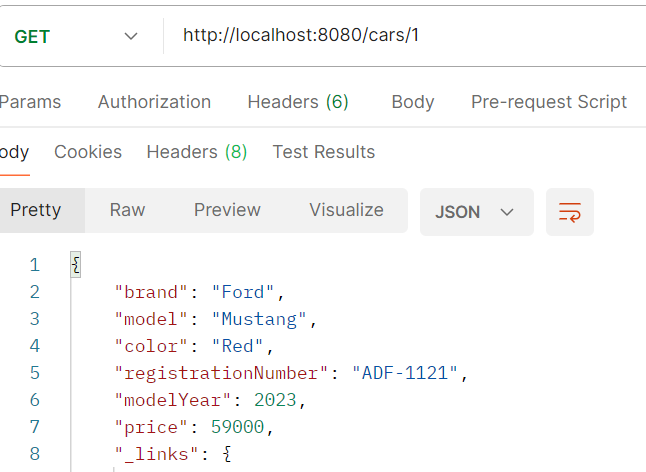 GET http://localhost:8080/cars/1
Params Authorization Headers (6) Body Pre-request Script
ody Cookies Headers (8) Test Results
Pretty Raw Preview Visualize JSON
1 {
2 "brand": "Ford",
3 "model": "Mustang",
4 "color": "Red",
5 "registrationNumber": "ADF-1121",
6 "modelYear": 2023,
7 "price": 59000,
8 "_links": {